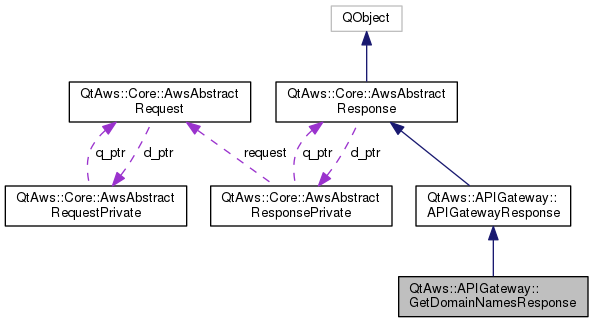 QObject
QtAws::Core::AwsAbstract
Request
QtAws::Core::AwsAbstract
Response
q_ptr
d_ptr
request
q_ptr
d_ptr
QtAws::Core::AwsAbstract
RequestPrivate
QtAws::Core::AwsAbstract
ResponsePrivate
QtAws::APIGateway::
APIGatewayResponse
QtAws::APIGateway::
GetDomainNamesResponse